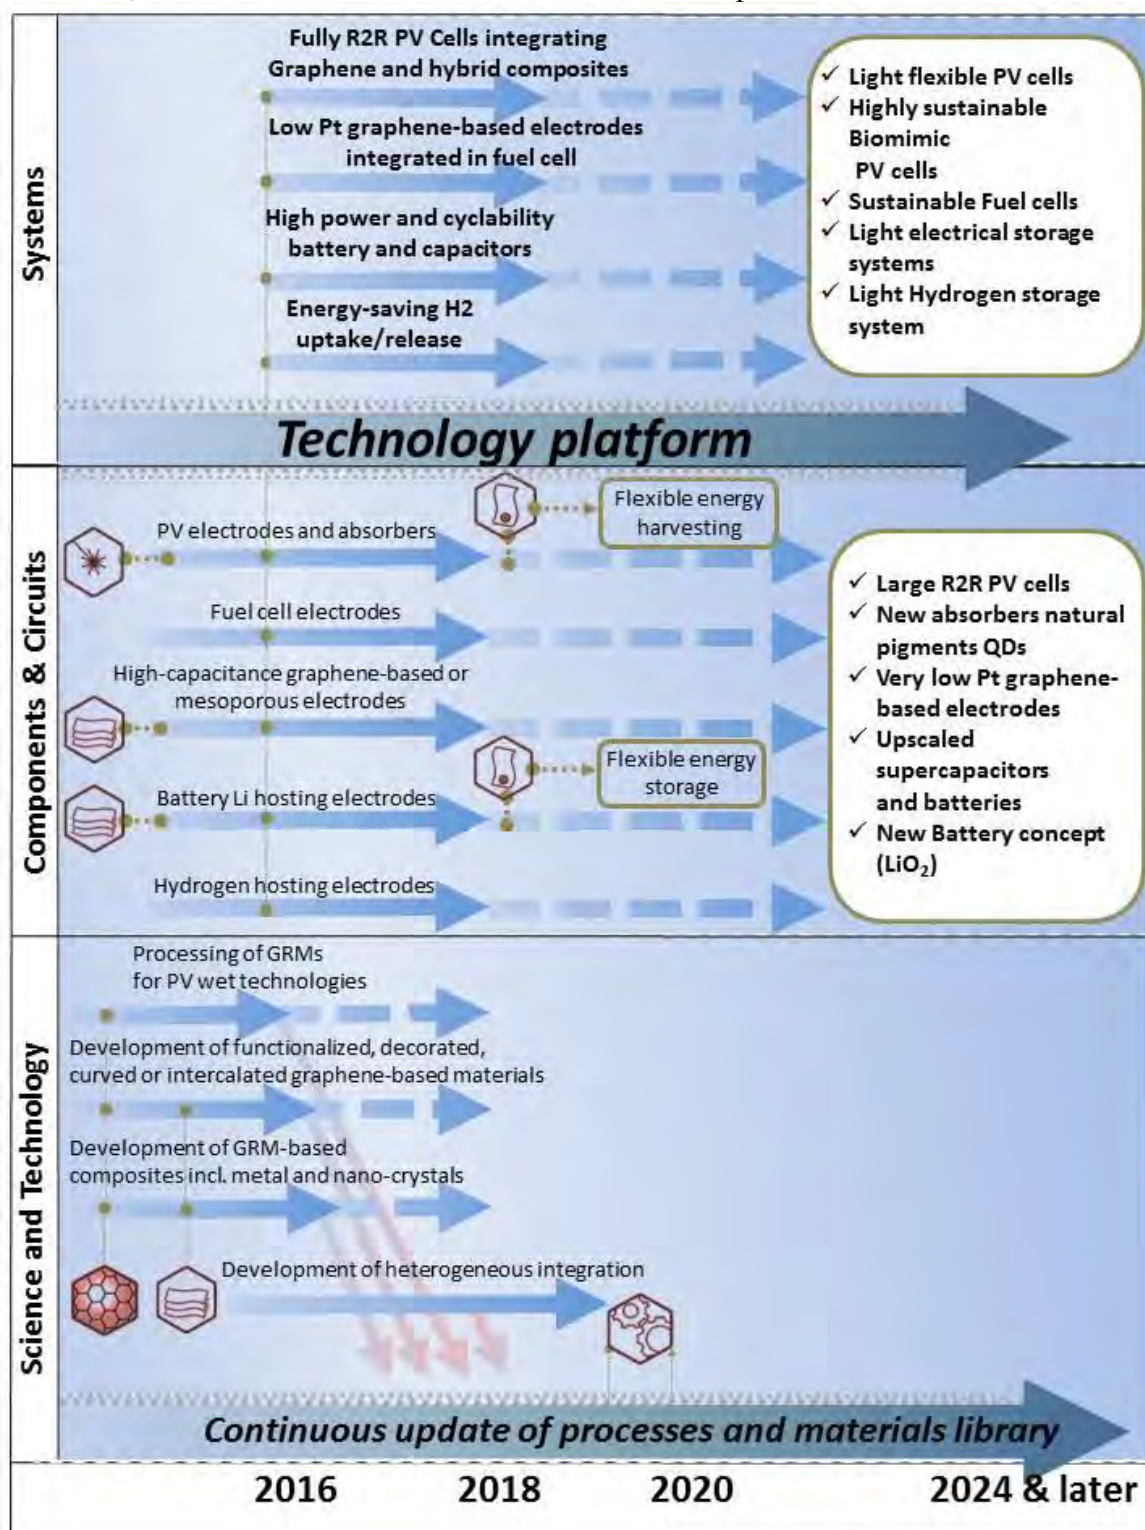 Systems
Fully R2R PV Cells integrating
Graphene and hybrid composites
Low Pt graphene-based electrodes
integrated in fuel cell
High power and cyclability
battery and capacitors
Energy-saving H2
uptake/release
✓ Light flexible PV cells
✓ Highly sustainable
Biomimic
PV cells
✓ Sustainable Fuel cells
✓ Light electrical storage
systems
✓ Light Hydrogen storage
system
Technology platform
Components & Circuits
PV electrodes and absorbers
Flexible energy
harvesting
Fuel cell electrodes
High-capacitance graphene-based or
mesoporous electrodes
Flexible energy
storage
Battery Li hosting electrodes
Hydrogen hosting electrodes
✓ Large R2R PV cells
✓ New absorbers natural
pigments QDs
✓ Very low Pt graphene-
based electrodes
✓ Upscaled
supercapacitors
and batteries
✓ New Battery concept
(LiO₂)
Science and Technology
Processing of GRMs
for PV wet technologies
Development of functionalized, decorated,
curved or intercalated graphene-based materials
Development of GRM-based
composites incl. metal and nano-crystals
Development of heterogeneous integration
Continuous update of processes and materials library
2016 2018 2020 2024 & later